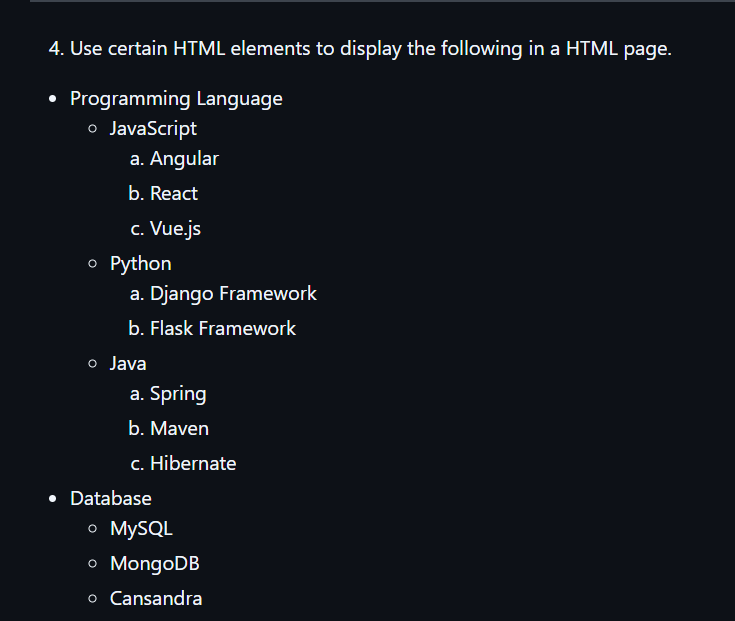 4. Use certain HTML elements to display the following in a HTML page.
• Programming Language
○ JavaScript
a. Angular
b. React
c. Vue.js
○ Python
a. Django Framework
b. Flask Framework
○ Java
a. Spring
b. Maven
c. Hibernate
• Database
○ MySQL
○ MongoDB
○ Cansandra